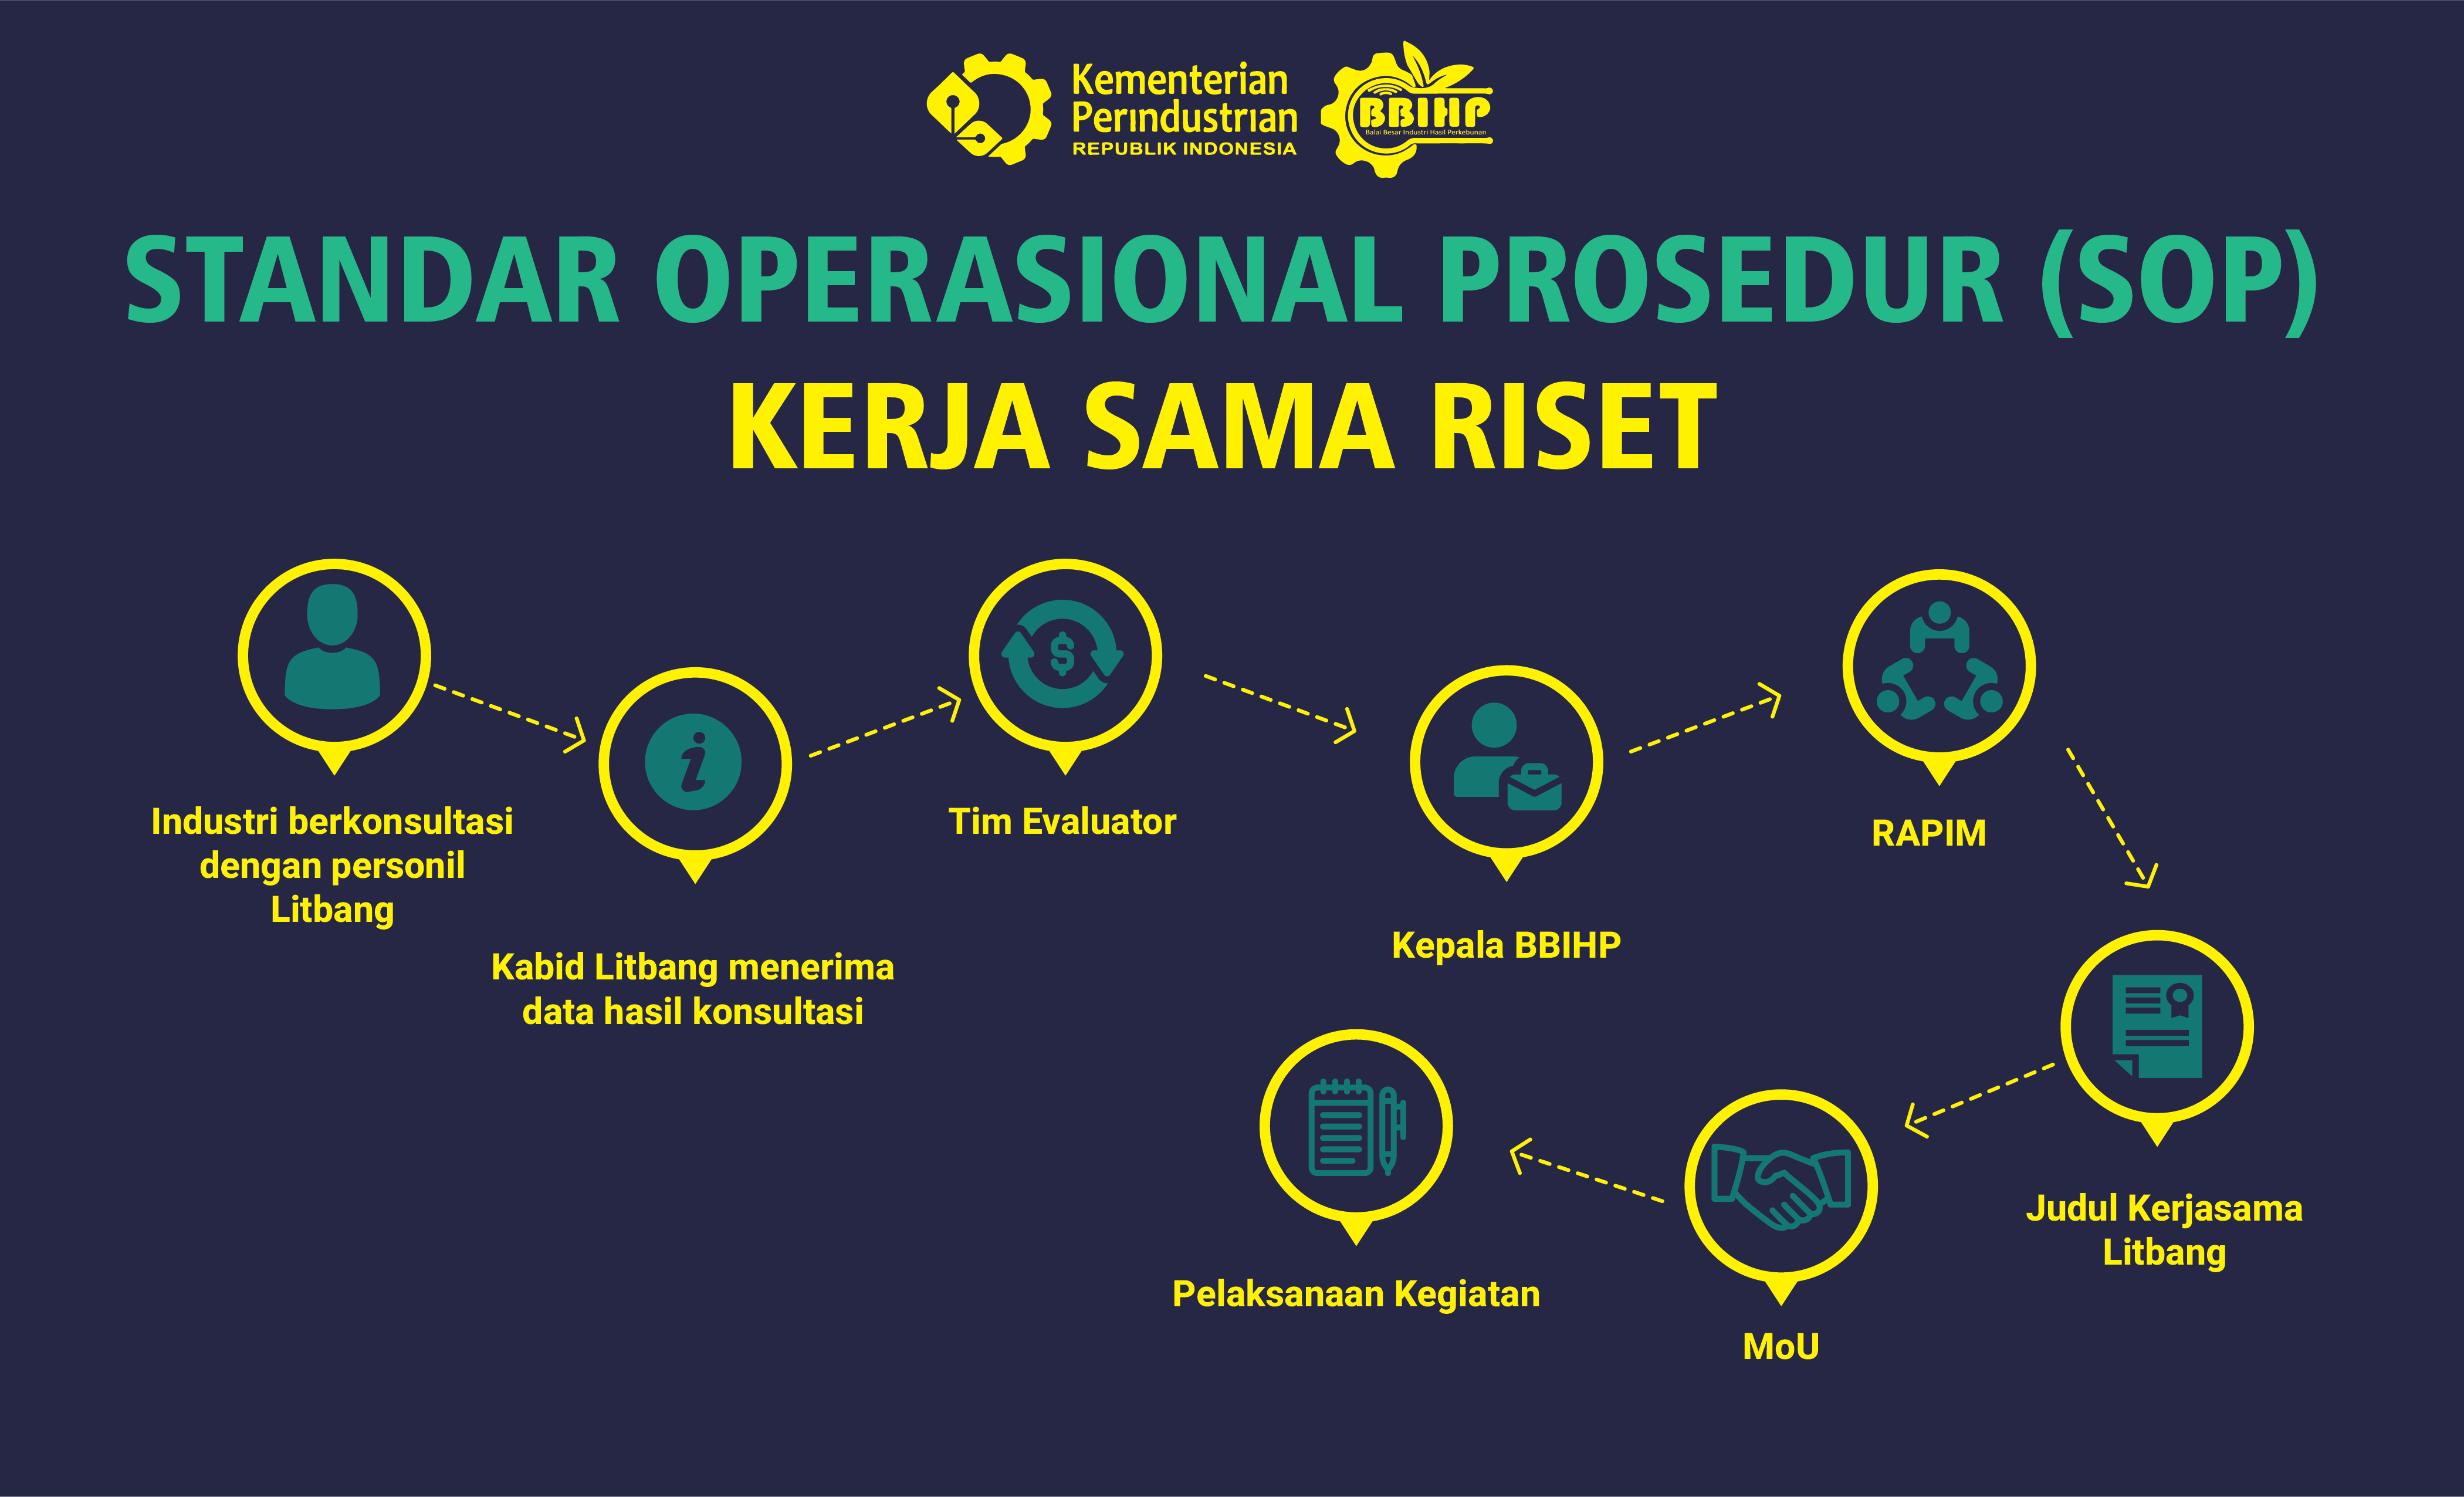 Kementerian
Perindustrian
REPUBLIK INDONESIA
BBIHP
Balai Besar Industri Hasil Perkebunan
STANDAR OPERASIONAL PROSEDUR (SOP)
KERJA SAMA RISET
Industri berkonsultasi
dengan personil
Litbang
Kabid Litbang menerima
data hasil konsultasi
$
i
Tim Evaluator
Kepala BBIHP
RAPIM
Judul Kerjasama
Litbang
MoU
Pelaksanaan Kegiatan